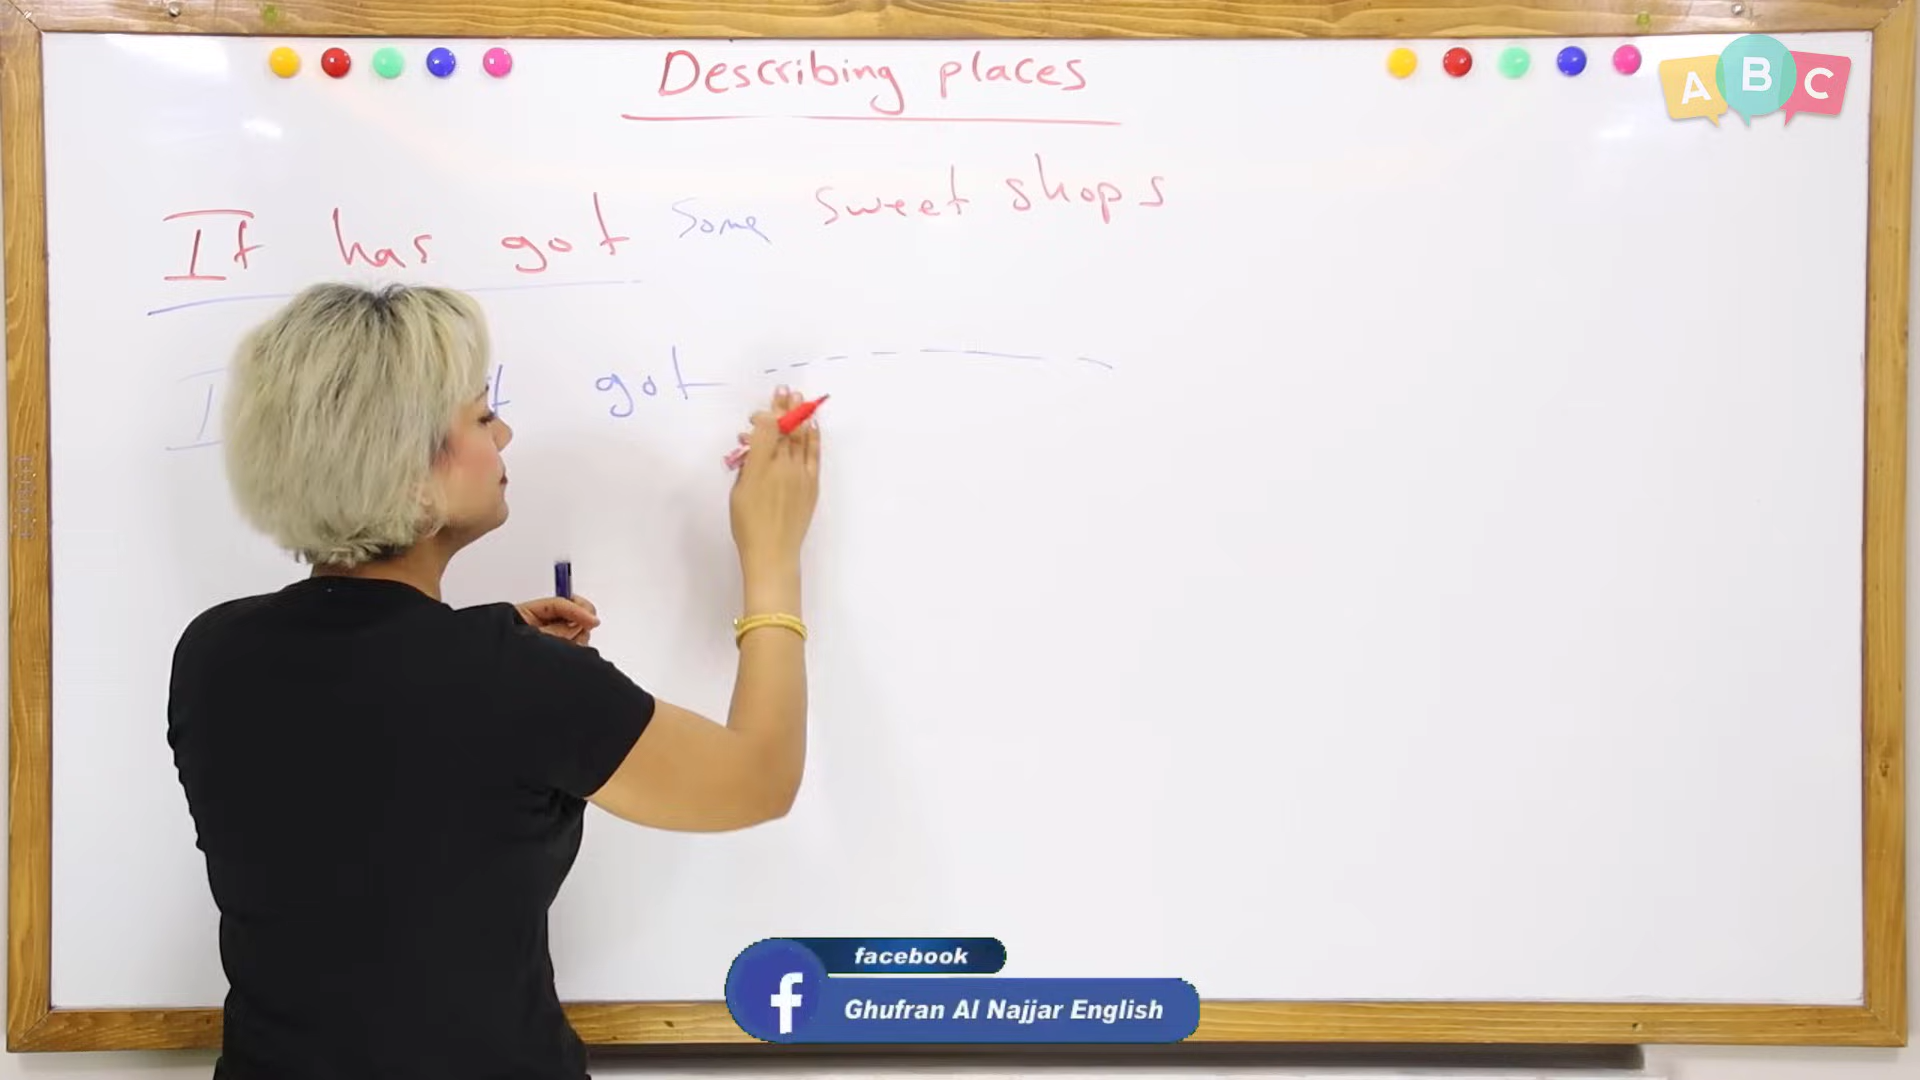 Describing places
A B C
It has got some sweet shops
got
facebook
f
Ghufran Al Najjar English